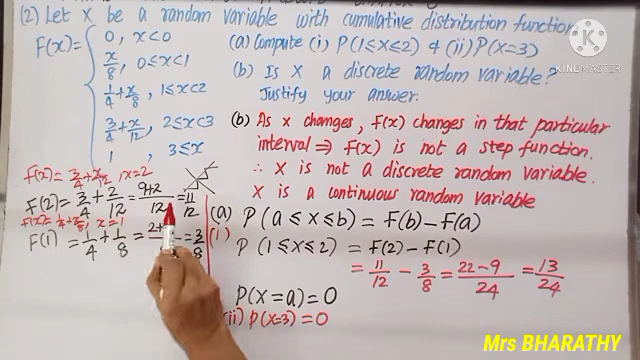 (2) Let X be a random variable with cumulative distribution function
F(x) = { 0, x<0
x/8, 0≤x<1
1/4 + x/8, 1≤x<2
3/4 + x/12, 2≤x<3
1, 3≤x
(a) Compute (i) P(1≤x≤2) & (ii) P(x=3)
(b) Is X a discrete random variable?
Justify your answer.
(b) As x changes, F(x) changes in that particular
interval ⇒ F(x) is not a step function.
∴ X is not a discrete random variable.
X is a continuous random variable
F(x) = 3/4 + x/12, x=2
F(2) = 3/4 + 2/12 = 9+2/12 = 11/12
F(x) = 1/4 + x/8, x=1
F(1) = 1/4 + 1/8 = 2+ = 3/8
(a) P(a≤x≤b) = F(b) - F(a)
(i) P(1≤x≤2) = F(2) - F(1)
= 11/12 - 3/8 = 22-9/24 = 13/24
P(x=a) = 0
(ii) P(x=3) = 0
KINEMASTER
Mrs BHARATHY